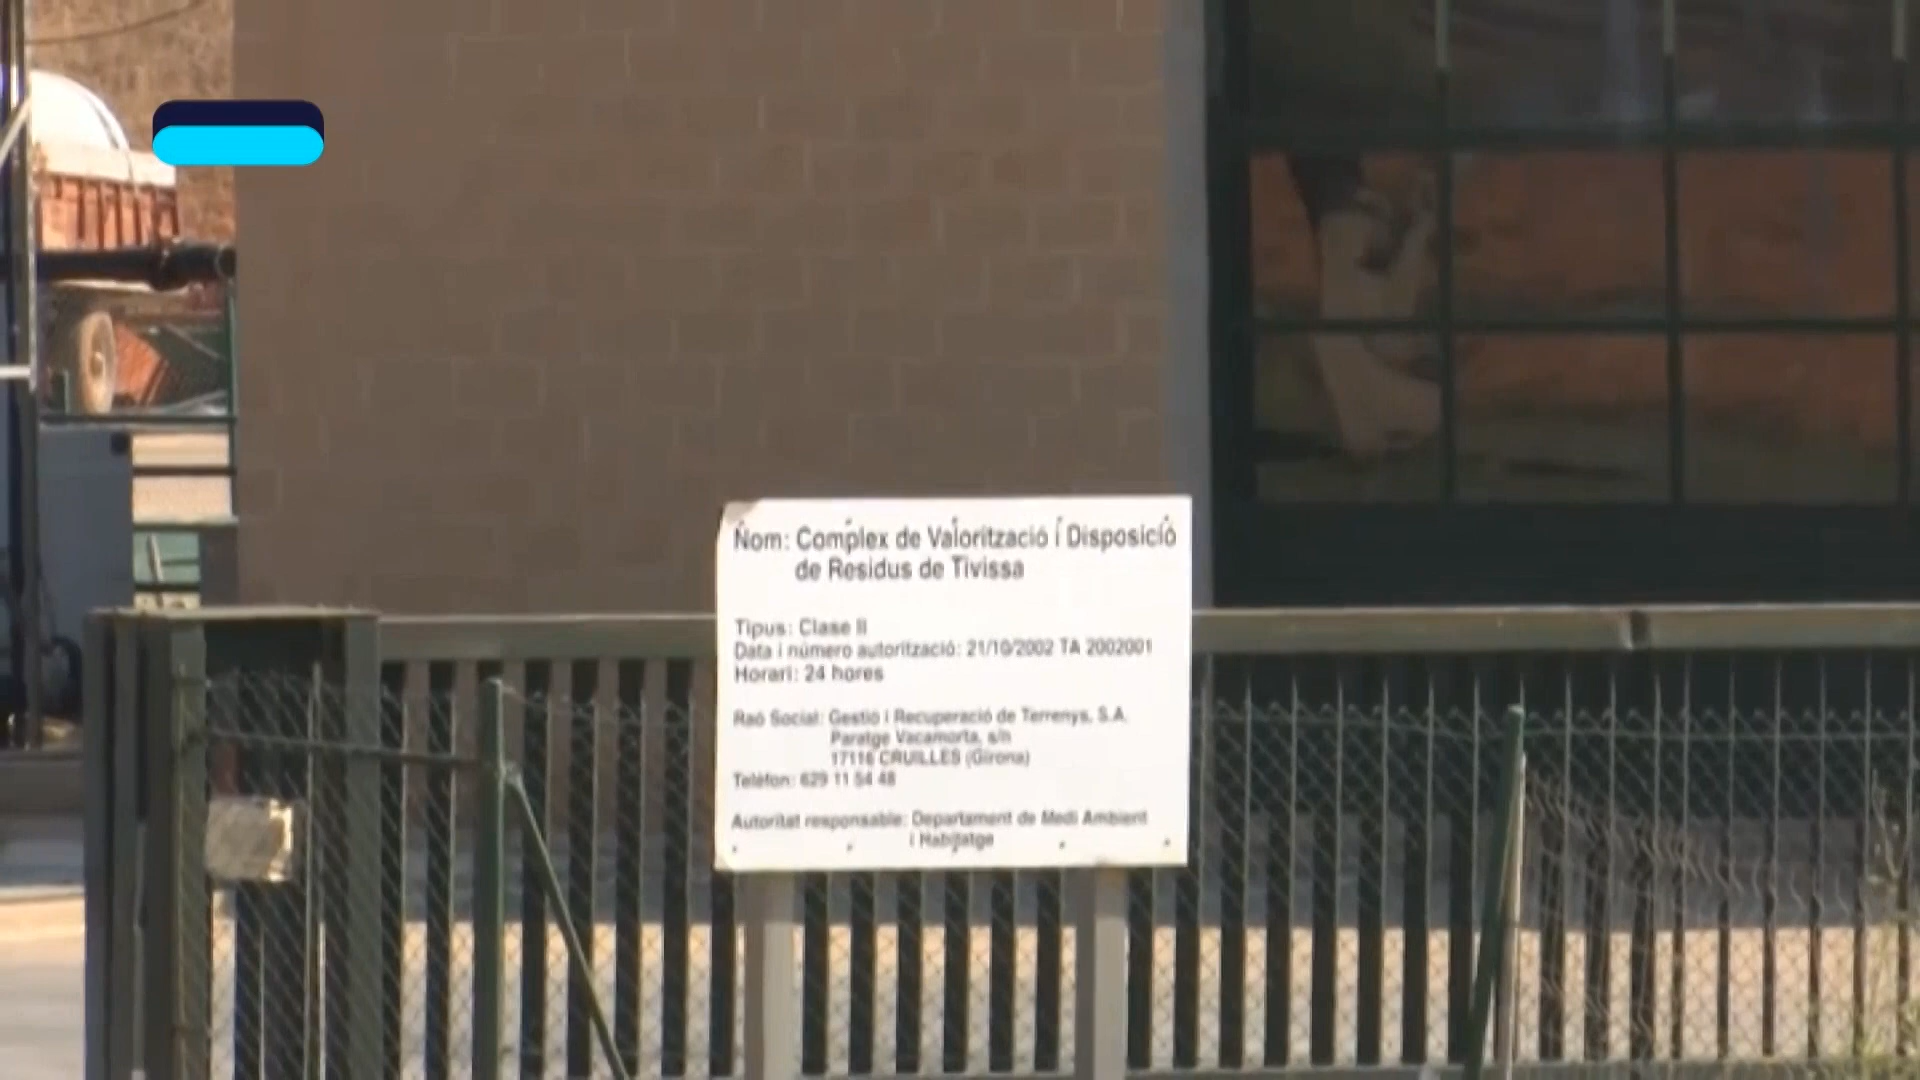 Nom: Complex de Valorització i Disposició
de Residus de Tivissa
Tipus: Clase II
Data i número autorització: 21/10/2002 TA 2002001
Horari: 24 hores
Raó Social: Gestió i Recuperació de Terrenys, S.A.
Paratge Vacamorta, s/n
17116 CRUILLES (Girona)
Telèfon: 629 11 54 48
Autoritat responsable: Departament de Medi Ambient
i Habitatge